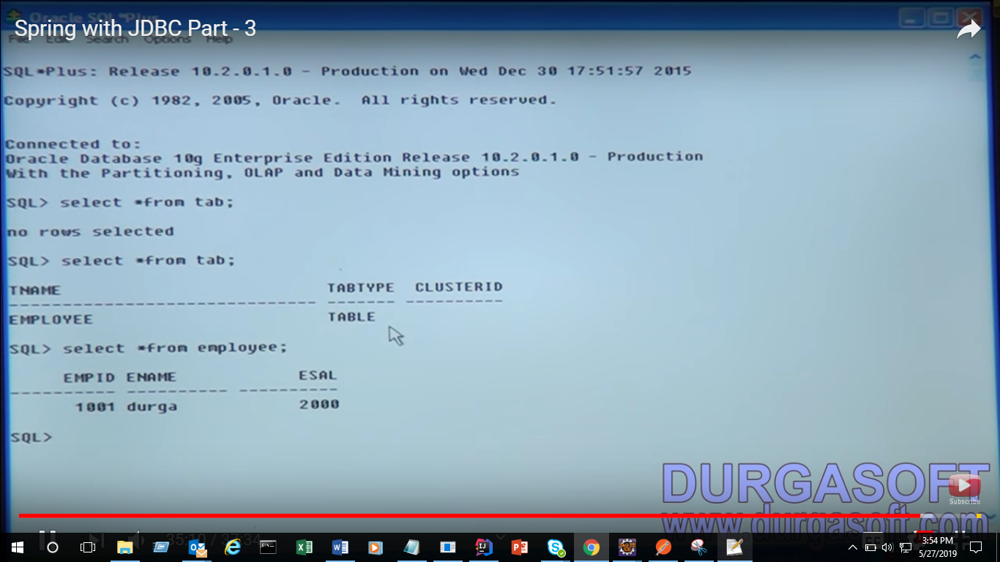 Oracle SQL*Plus
Spring with JDBC Part - 3
File Edit Search Options Help
SQL*Plus: Release 10.2.0.1.0 - Production on Wed Dec 30 17:51:57 2015
Copyright (c) 1982, 2005, Oracle. All rights reserved.
Connected to:
Oracle Database 10g Enterprise Edition Release 10.2.0.1.0 - Production
With the Partitioning, OLAP and Data Mining options
SQL> select *from tab;
no rows selected
SQL> select *from tab;
TNAME TABTYPE CLUSTERID
------------------------------ ------- ----------
EMPLOYEE TABLE
SQL> select *from employee;
EMPID ENAME ESAL
---------- ---------- ----------
1001 durga 2000
SQL>
DURGASOFT
Subscribe
www.durgasoft.com
3:54 PM
5/27/2019